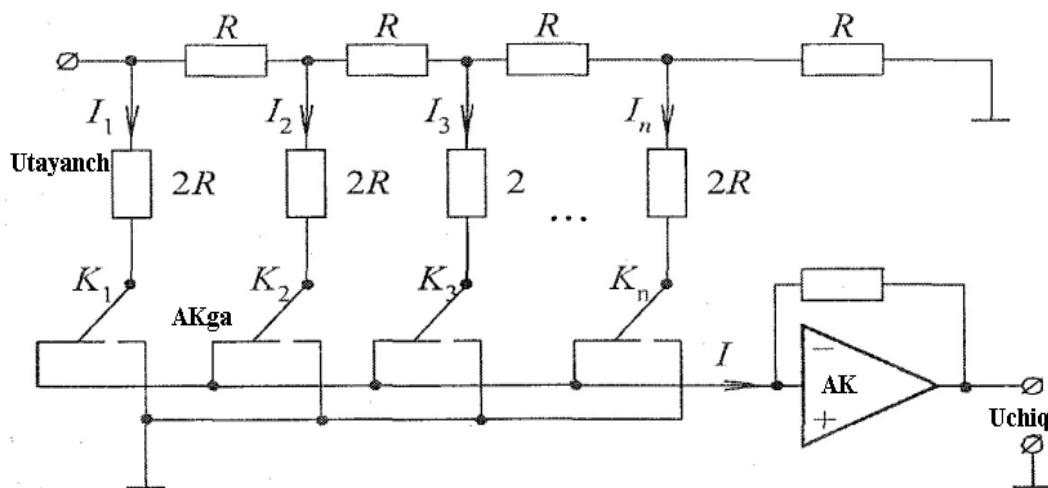 R R R R
I₁ I₂ I₃ Iₙ
Utayanch 2R 2R 2 2R
...
K₁ K₂ K₃ Kₙ
AKga
I
− AK
+ Uchiq